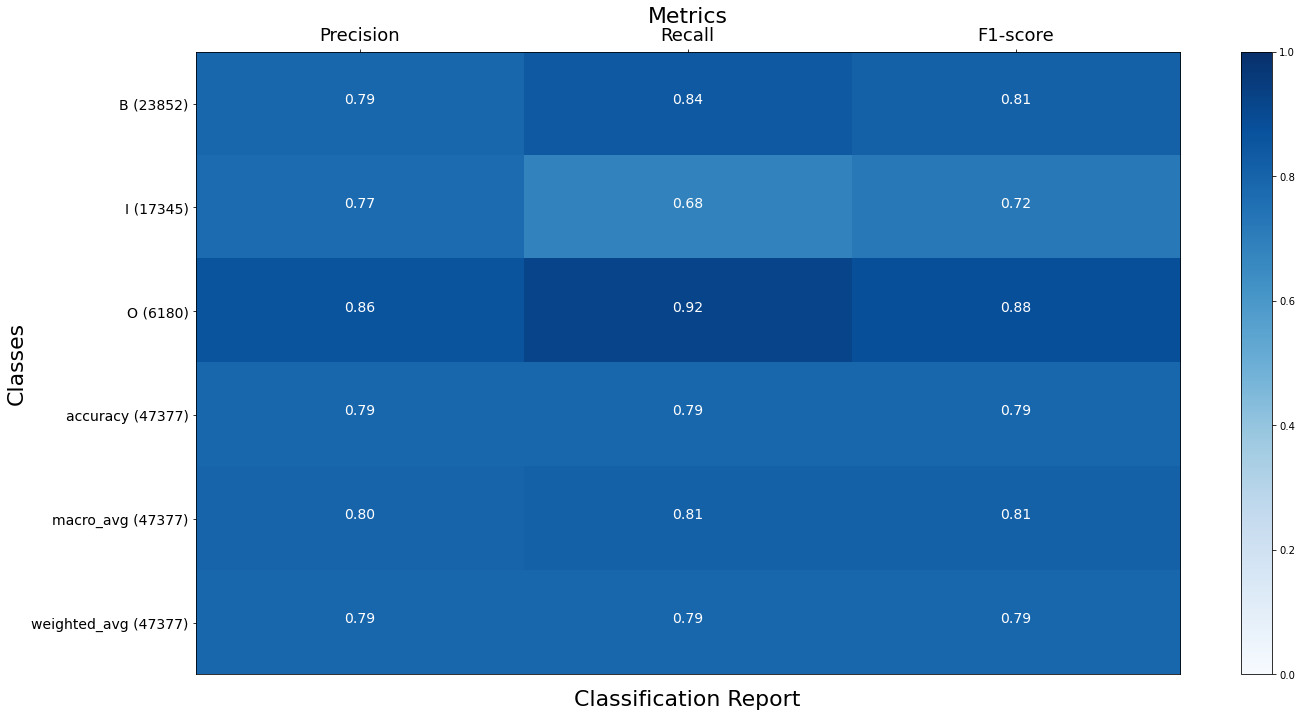 Metrics
Precision Recall F1-score
B (23852) 0.79 0.84 0.81
I (17345) 0.77 0.68 0.72
O (6180) 0.86 0.92 0.88
accuracy (47377) 0.79 0.79 0.79
macro_avg (47377) 0.80 0.81 0.81
weighted_avg (47377) 0.79 0.79 0.79
Classes
Classification Report
1.0
0.8
0.6
0.4
0.2
0.0